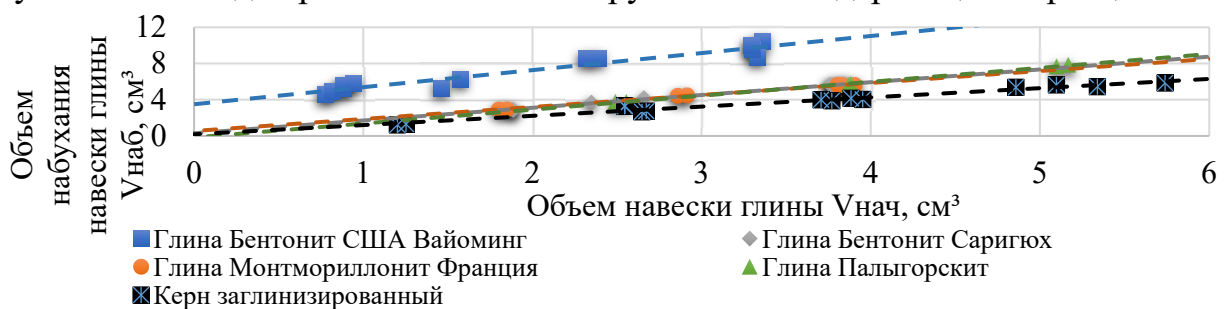 12
8
4
0
Объем
набухания
навески глины
Vнаб, см³
0 1 2 3 4 5 6
Объем навески глины Vнач, см³
Глина Бентонит США Вайоминг
Глина Бентонит Саригюх
Глина Монтмориллонит Франция
Глина Палыгорскит
Керн заглинизированный